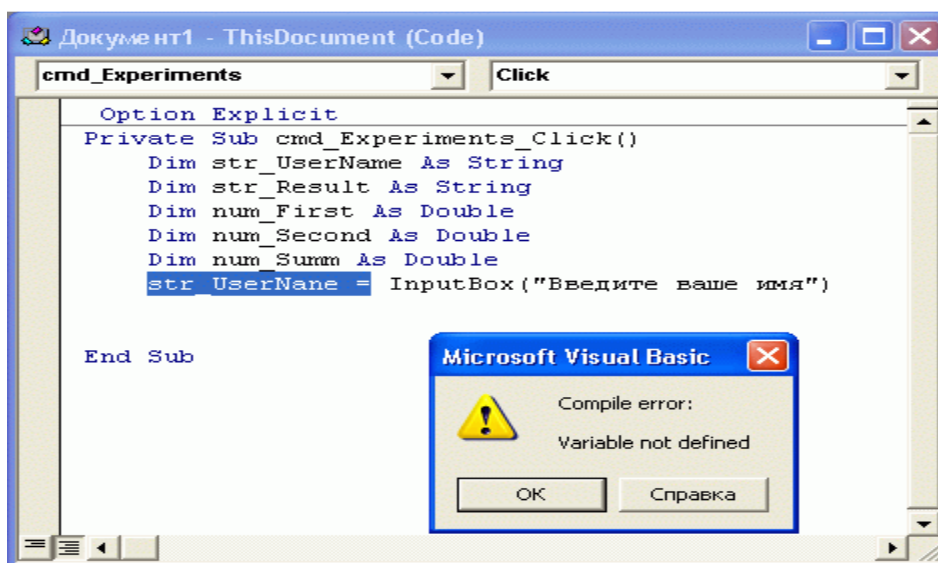 Документ1 - ThisDocument (Code)
cmd_Experiments Click
Option Explicit
Private Sub cmd_Experiments_Click()
Dim str_UserName As String
Dim str_Result As String
Dim num_First As Double
Dim num_Second As Double
Dim num_Summ As Double
str_UserNane = InputBox("Введите ваше имя")
End Sub
Microsoft Visual Basic
Compile error:
Variable not defined
OK Справка